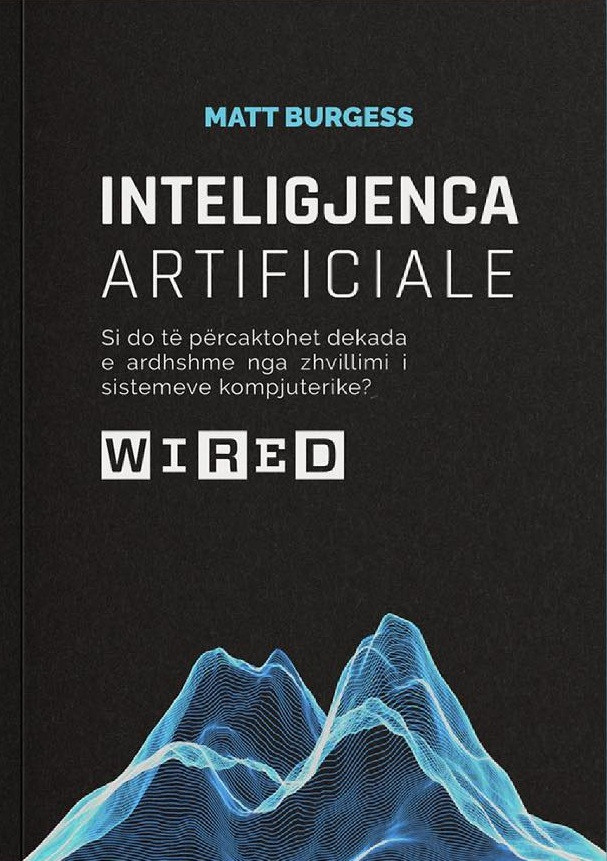 MATT BURGESS
INTELIGJENCA
ARTIFICIALE
Si do të përcaktohet dekada
e ardhshme nga zhvillimi i
sistemeve kompjuterike?
WIRED